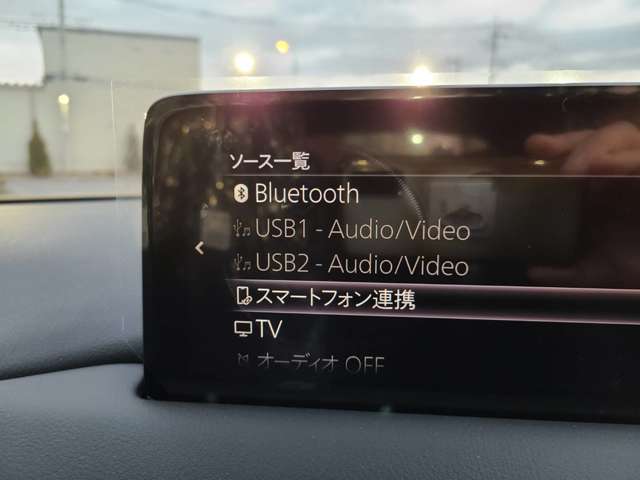 ソース一覧
Bluetooth
USB1 - Audio/Video
USB2 - Audio/Video
スマートフォン連携
TV
オーディオ OFF